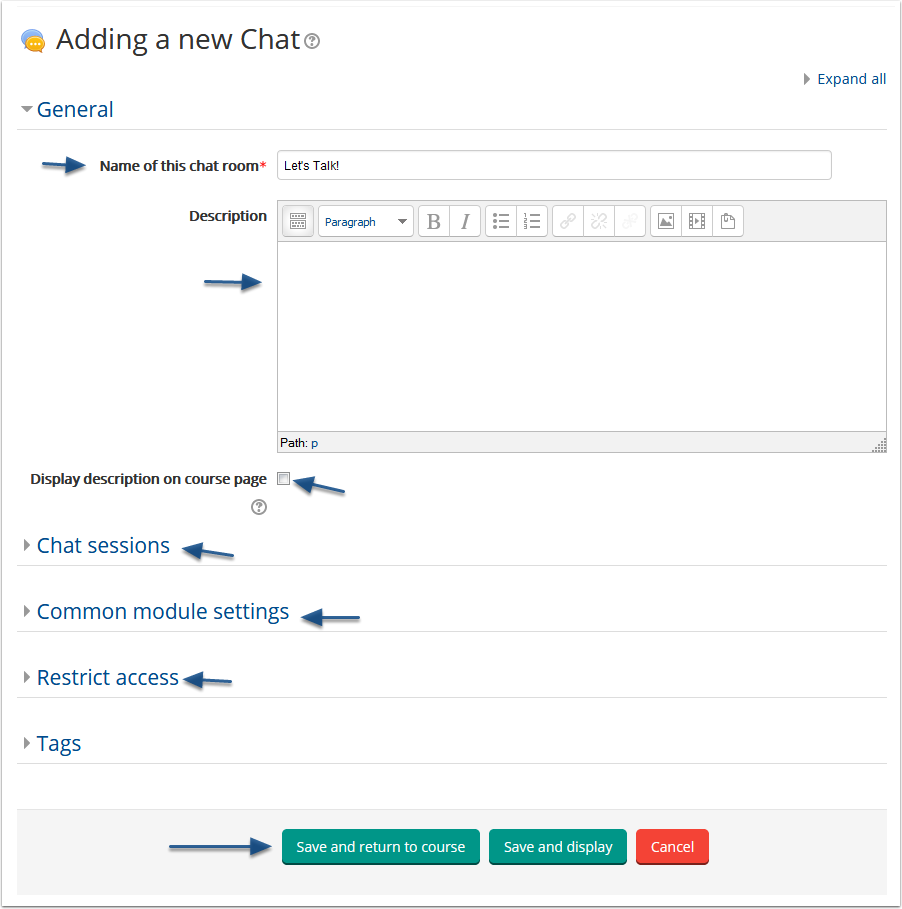 Adding a new Chat
Expand all
General
Name of this chat room*
Let's Talk!
Description
Paragraph
B I
Path: p
Display description on course page
Chat sessions
Common module settings
Restrict access
Tags
Save and return to course Save and display Cancel